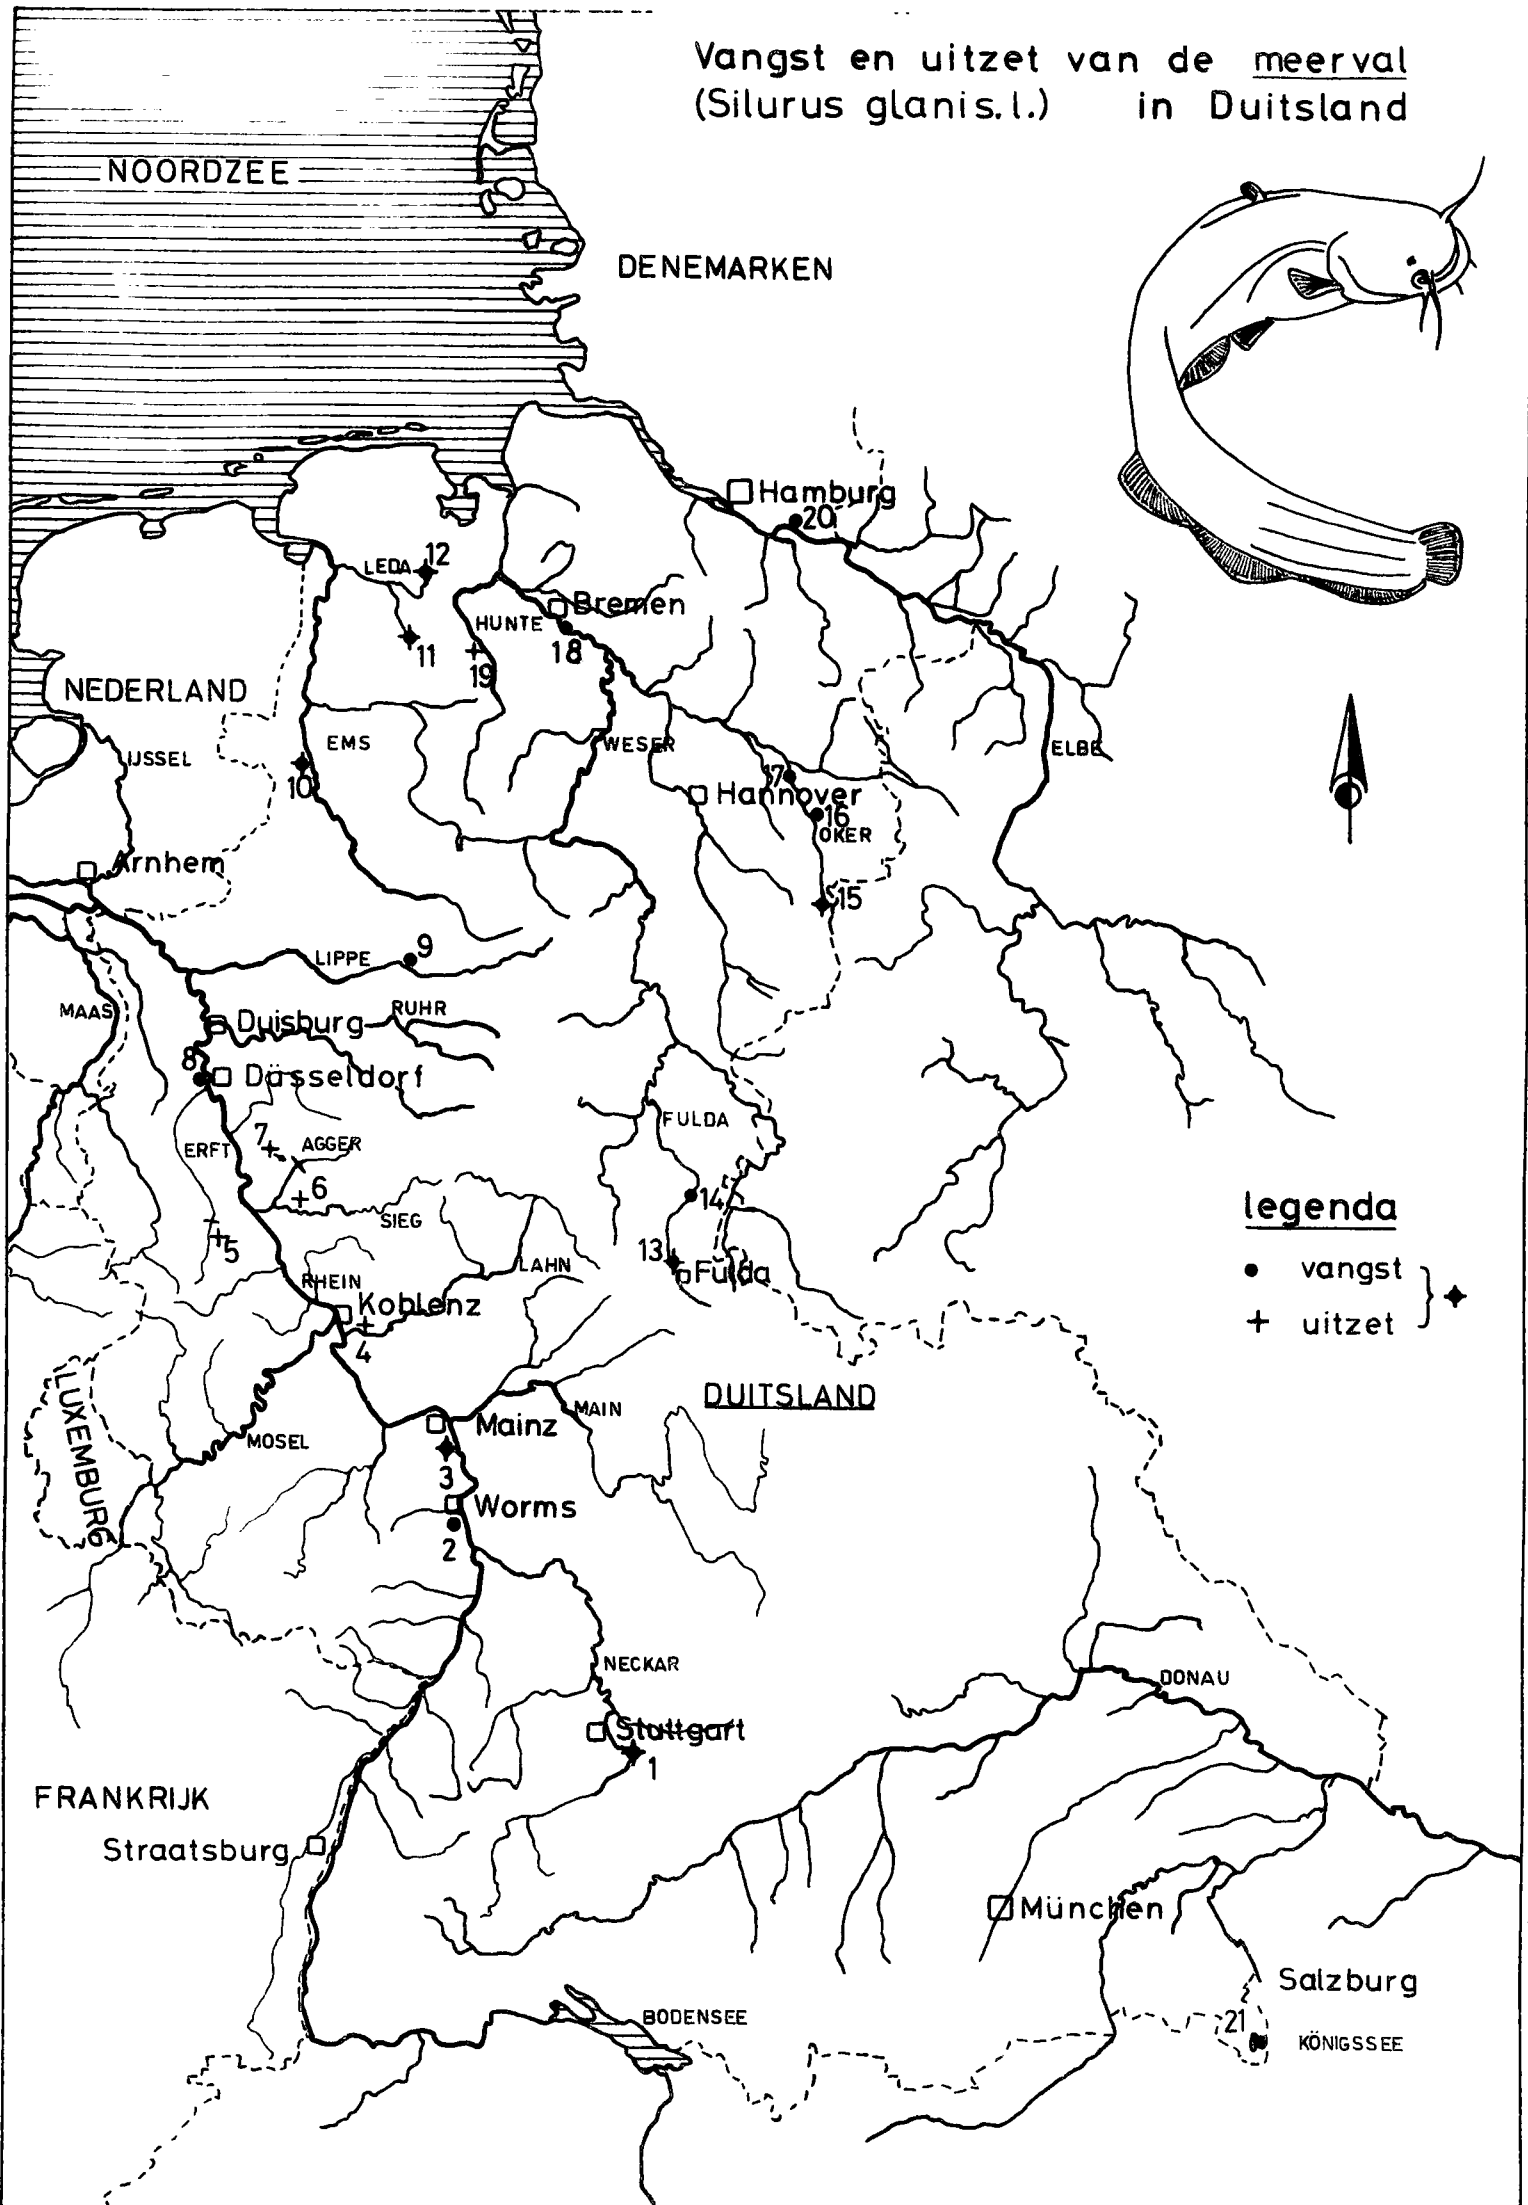 Vangst en uitzet van de meerval
(Silurus glanis. l.) in Duitsland
NOORDZEE
DENEMARKEN
Hamburg
20
12
LEDA
Bremen
HUNTE
18
11
19
NEDERLAND
EMS
WESER
IJSSEL
ELBE
10
17
Hannover
16
OKER
Arnhem
15
9
LIPPE
MAAS
Duisburg
RUHR
8
Dässeldorf
FULDA
7
AGGER
ERFT
6
14
legenda
SIEG
5
13
Fulda
LAHN
vangst
RHEIN
Koblenz
uitzet
4
LUXEMBURG
DUITSLAND
MAIN
Mainz
MOSEL
3
Worms
2
NECKAR
DONAU
Stuttgart
1
FRANKRIJK
Straatsburg
München
Salzburg
BODENSEE
21
KÖNIGSSEE